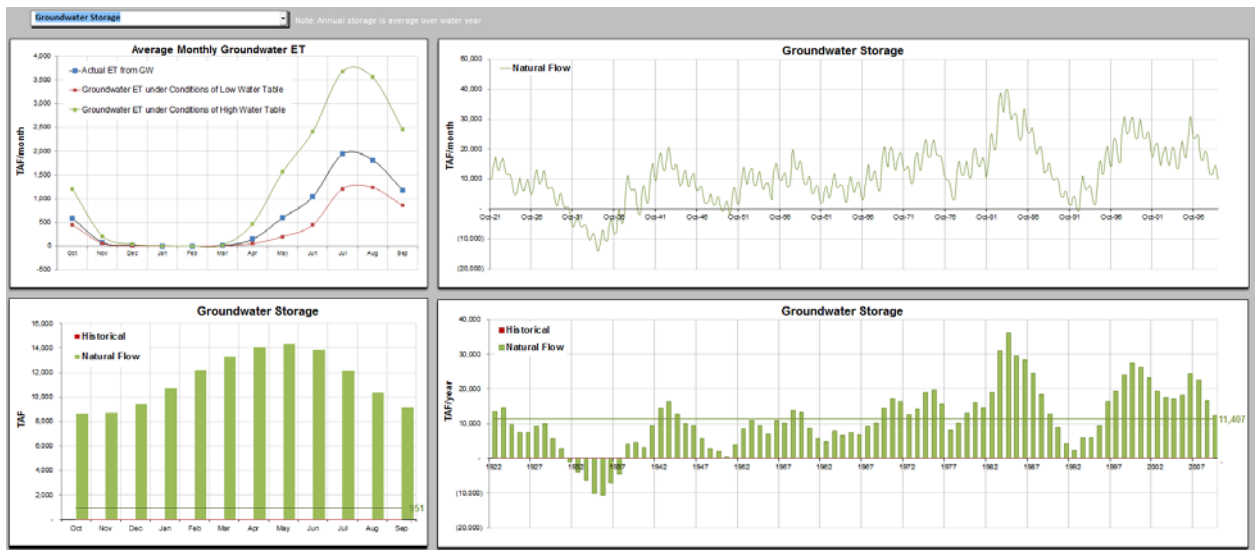 Groundwater Storage
Note: Annual storage is average over water year
Average Monthly Groundwater ET
4,000
3,500
3,000
2,500
2,000
1,500
1,000
500
0
-500
TAF/month
Actual ET from GW
Groundwater ET under Conditions of Low Water Table
Groundwater ET under Conditions of High Water Table
Oct Nov Dec Jan Feb Mar Apr May Jun Jul Aug Sep
Groundwater Storage
60,000
50,000
40,000
30,000
20,000
10,000
-
(10,000)
(20,000)
TAF/month
Natural Flow
Oct-21 Oct-26 Oct-31 Oct-36 Oct-41 Oct-46 Oct-51 Oct-56 Oct-61 Oct-66 Oct-71 Oct-76 Oct-81 Oct-86 Oct-91 Oct-96 Oct-01 Oct-06
Groundwater Storage
16,000
14,000
12,000
10,000
8,000
6,000
4,000
2,000
-
TAF
Historical
Natural Flow
951
Oct Nov Dec Jan Feb Mar Apr May Jun Jul Aug Sep
Groundwater Storage
40,000
30,000
20,000
10,000
-
(10,000)
(20,000)
TAF/year
Historical
Natural Flow
11,407
-
1922 1927 1932 1937 1942 1947 1952 1957 1962 1967 1972 1977 1982 1987 1992 1997 2002 2007